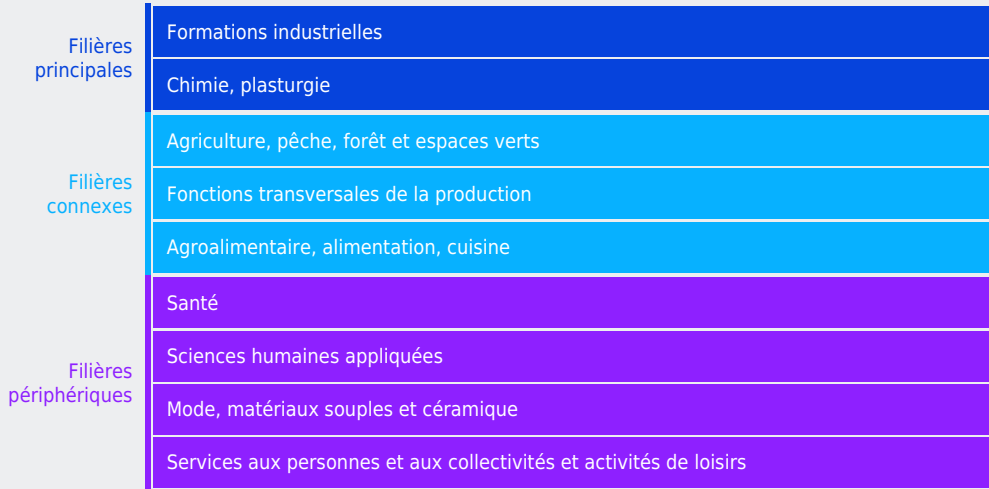 Filières
principales
Formations industrielles
Chimie, plasturgie
Filières
connexes
Agriculture, pêche, forêt et espaces verts
Fonctions transversales de la production
Agroalimentaire, alimentation, cuisine
Filières
périphériques
Santé
Sciences humaines appliquées
Mode, matériaux souples et céramique
Services aux personnes et aux collectivités et activités de loisirs